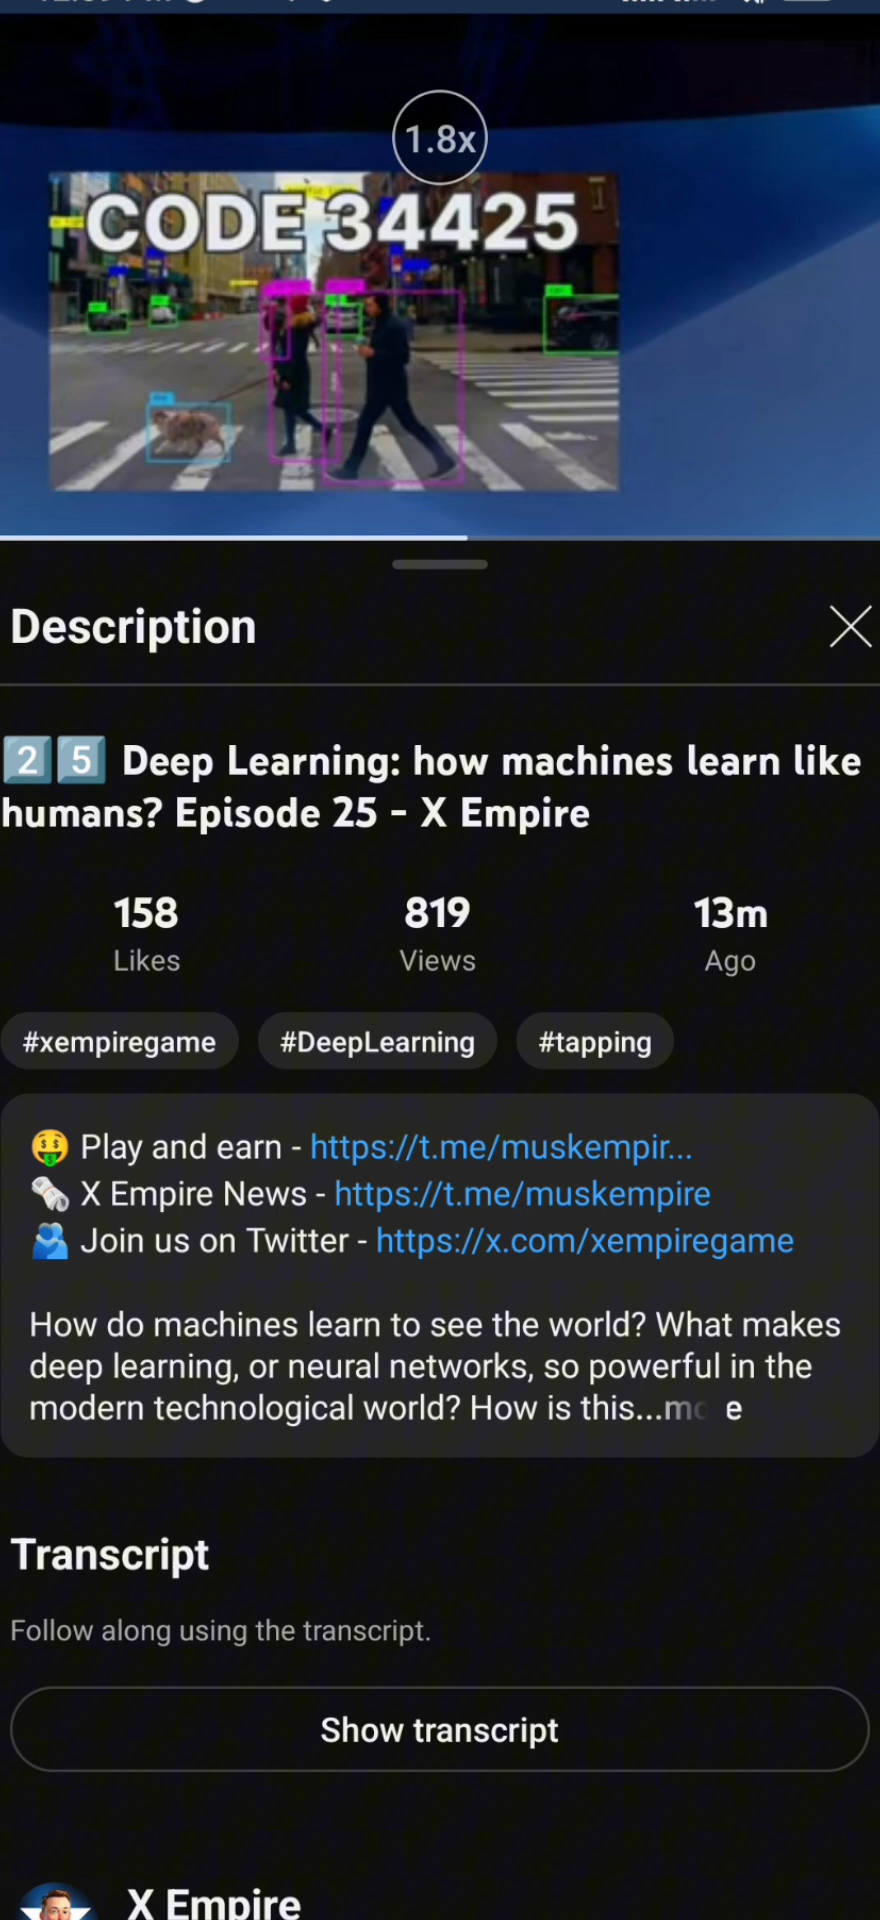 1.8x
CODE 34425
Description
25 Deep Learning: how machines learn like
humans? Episode 25 - X Empire
158
819
13m
Likes
Views
Ago
#xempiregame
#DeepLearning
#tapping
Play and earn - https://t.me/muskempir...
X Empire News - https://t.me/muskempire
Join us on Twitter - https://x.com/xempiregame
How do machines learn to see the world? What makes
deep learning, or neural networks, so powerful in the
modern technological world? How is this...
Transcript
Follow along using the transcript.
Show transcript
X Empire